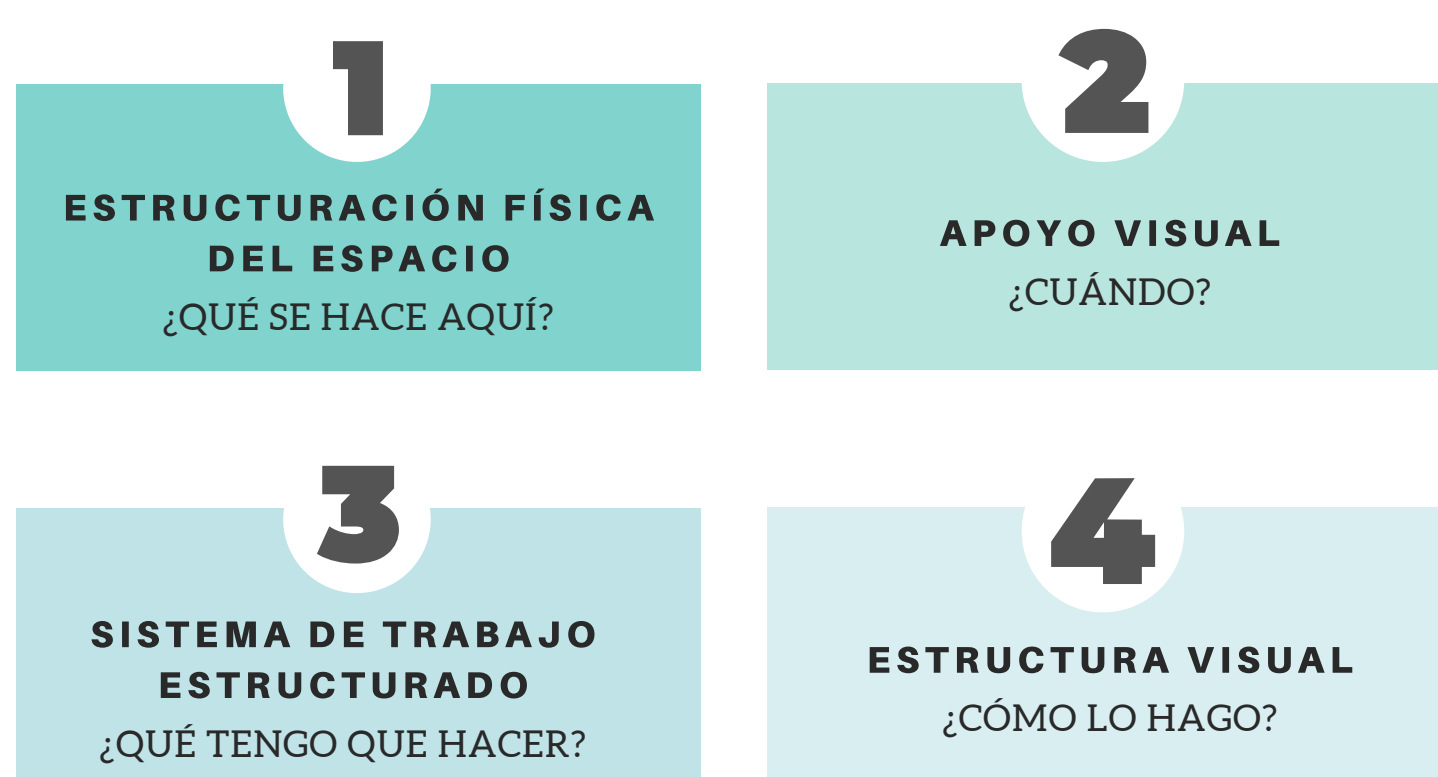 1
ESTRUCTURACIÓN FÍSICA
DEL ESPACIO
¿QUÉ SE HACE AQUÍ?
2
APOYO VISUAL
¿CUÁNDO?
3
SISTEMA DE TRABAJO
ESTRUCTURADO
¿QUÉ TENGO QUE HACER?
4
ESTRUCTURA VISUAL
¿CÓMO LO HAGO?